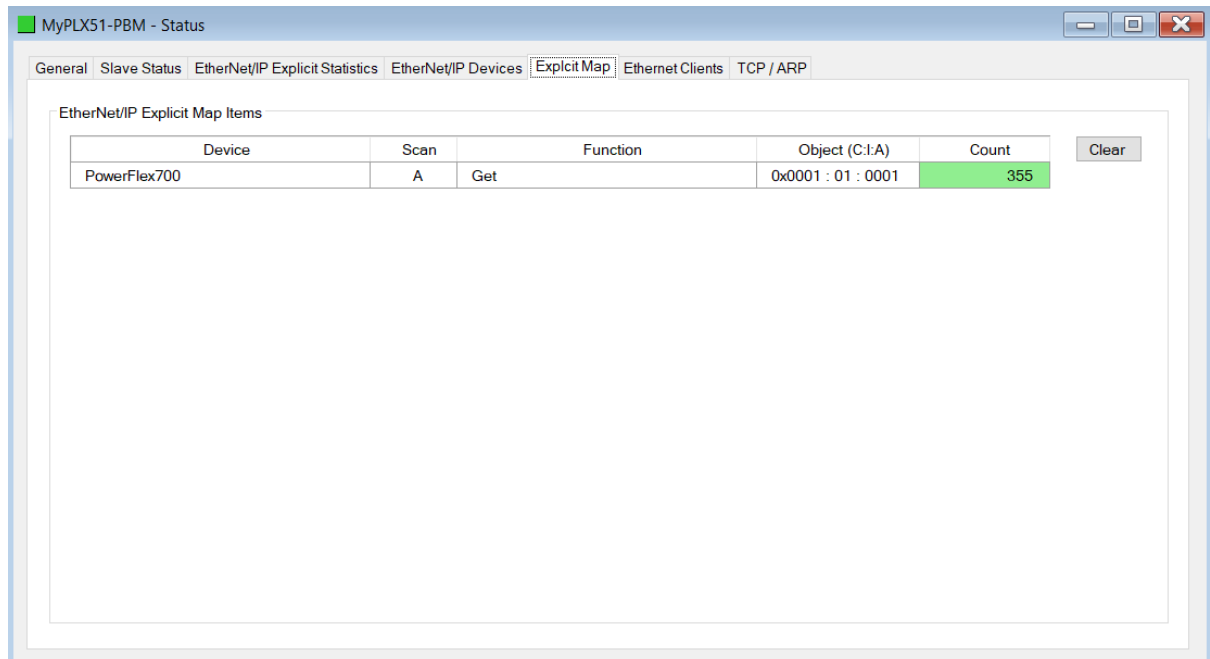 MyPLX51-PBM - Status
General Slave Status EtherNet/IP Explicit Statistics EtherNet/IP Devices Explcit Map Ethernet Clients TCP / ARP
EtherNet/IP Explicit Map Items
Device Scan Function Object (C:I:A) Count Clear
PowerFlex700 A Get 0x0001 : 01 : 0001 355